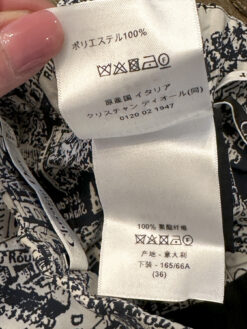 ポリエステル100%
原産国 イタリア
クリスチャン ディオール(同)
0120 02 1947
100% 聚酯纤维
产地 - 意大利
下装 - 165/66A
(36)